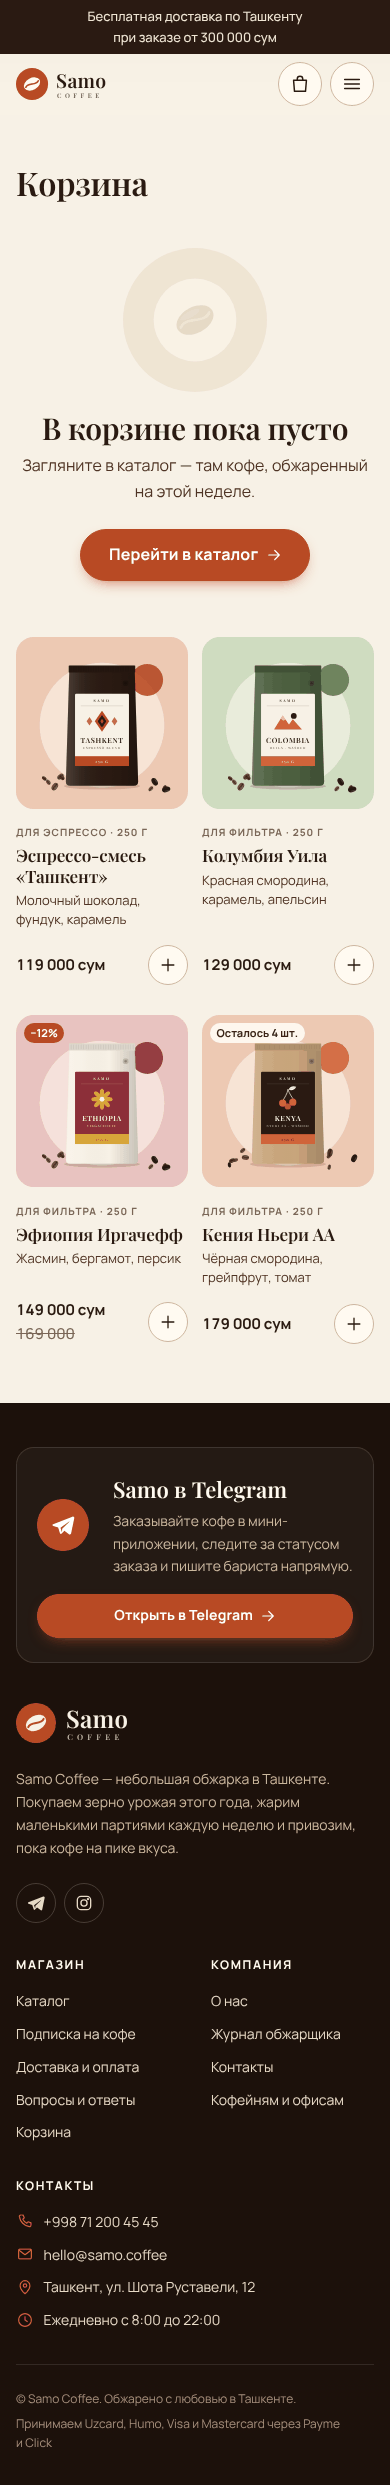 Бесплатная доставка по Ташкенту
при заказе от 300 000 сум
Samo
COFFEE
Корзина
В корзине пока пусто
Загляните в каталог — там кофе, обжаренный
на этой неделе.
Перейти в каталог →
SAMO
TASHKENT
SAMO
COLOMBIA
ДЛЯ ЭСПРЕССО · 250 Г
Эспрессо-смесь
«Ташкент»
Молочный шоколад,
фундук, карамель
119 000 сум
ДЛЯ ФИЛЬТРА · 250 Г
Колумбия Уила
Красная смородина,
карамель, апельсин
129 000 сум
−12%
SAMO
ETHIOPIA
Осталось 4 шт.
SAMO
KENYA
ДЛЯ ФИЛЬТРА · 250 Г
Эфиопия Иргачефф
Жасмин, бергамот, персик
149 000 сум
169 000
ДЛЯ ФИЛЬТРА · 250 Г
Кения Ньери АА
Чёрная смородина,
грейпфрут, томат
179 000 сум
Samo в Telegram
Заказывайте кофе в мини-
приложении, следите за статусом
заказа и пишите бариста напрямую.
Открыть в Telegram →
Samo
COFFEE
Samo Coffee — небольшая обжарка в Ташкенте.
Покупаем зерно урожая этого года, жарим
маленькими партиями каждую неделю и привозим,
пока кофе на пике вкуса.
МАГАЗИН
Каталог
Подписка на кофе
Доставка и оплата
Вопросы и ответы
Корзина
КОМПАНИЯ
О нас
Журнал обжарщика
Контакты
Кофейням и офисам
КОНТАКТЫ
+998 71 200 45 45
hello@samo.coffee
Ташкент, ул. Шота Руставели, 12
Ежедневно с 8:00 до 22:00
© Samo Coffee. Обжарено с любовью в Ташкенте.
Принимаем Uzcard, Humo, Visa и Mastercard через Payme
и Click